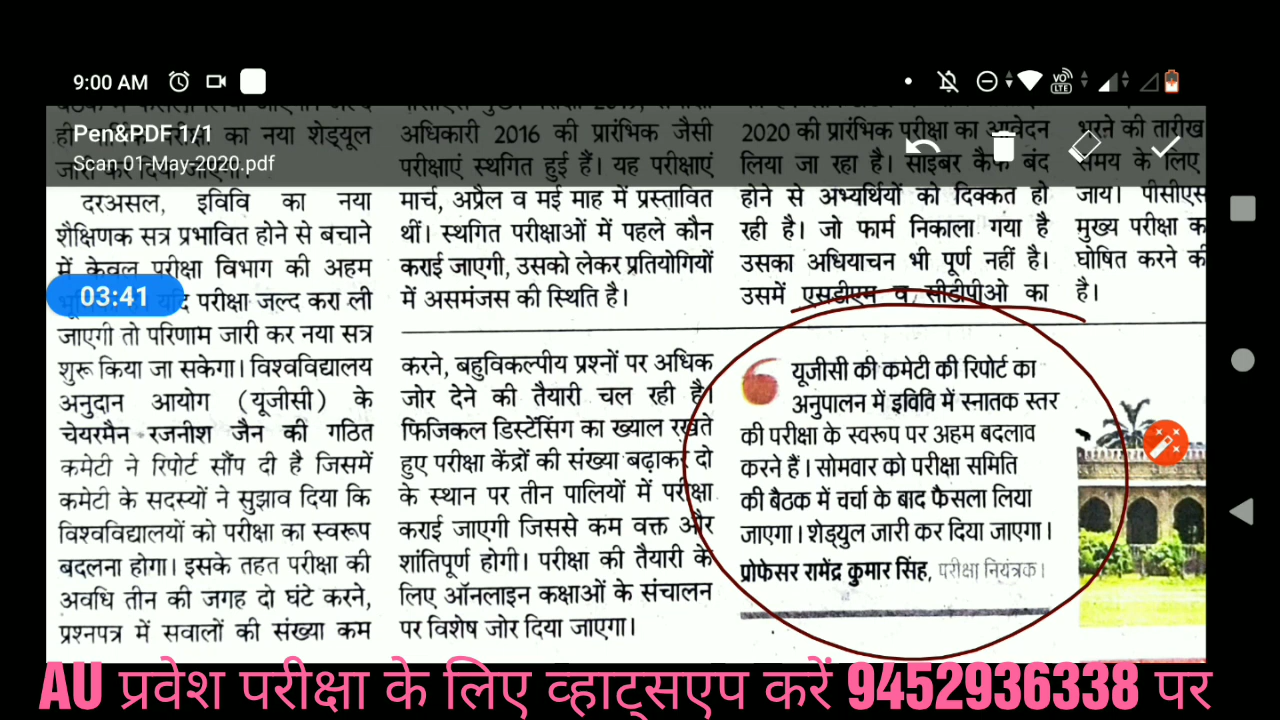 9:00 AM
VO LTE
Pen&PDF 1/1
Scan 01-May-2020.pdf
03:41
का नया शेड्यूल
जारी कर दिया जाएगा।
दरअसल, इविवि का नया
शैक्षिणक सत्र प्रभावित होने से बचाने
में केवल परीक्षा विभाग की अहम
परीक्षा जल्द करा ली
जाएगी तो परिणाम जारी कर नया सत्र
शुरू किया जा सकेगा। विश्वविद्यालय
अनुदान आयोग (यूजीसी) के
चेयरमैन रजनीश जैन की गठित
कमेटी ने रिपोर्ट सौंप दी है जिसमें
कमेटी के सदस्यों ने सुझाव दिया कि
विश्वविद्यालयों को परीक्षा का स्वरूप
बदलना होगा। इसके तहत परीक्षा की
अवधि तीन की जगह दो घंटे करने,
प्रश्नपत्र में सवालों की संख्या कम
अधिकारी 2016 की प्रारंभिक जैसी
परीक्षाएं स्थगित हुई हैं। यह परीक्षाएं
मार्च, अप्रैल व मई माह में प्रस्तावित
थीं। स्थगित परीक्षाओं में पहले कौन
कराई जाएगी, उसको लेकर प्रतियोगियों
में असमंजस की स्थिति है।
2020 की प्रारंभिक परीक्षा का आवेदन
लिया जा रहा है। साइबर कैफे बंद
होने से अभ्यर्थियों को दिक्कत हो
रही है। जो फार्म निकाला गया है
उसका अधियाचन भी पूर्ण नहीं है।
उसमें एसडीएम व सीडीपीओ का
भरने की तारीख
समय के लिए
जाय। पीसीएस
मुख्य परीक्षा क
घोषित करने की
है।
करने, बहुविकल्पीय प्रश्नों पर अधिक
जोर देने की तैयारी चल रही है।
फिजिकल डिस्टेंसिंग का ख्याल रखते
हुए परीक्षा केंद्रों की संख्या बढ़ाकर दो
के स्थान पर तीन पालियों में परीक्षा
कराई जाएगी जिससे कम वक्त और
शांतिपूर्ण होगी। परीक्षा की तैयारी के
लिए ऑनलाइन कक्षाओं के संचालन
पर विशेष जोर दिया जाएगा।
यूजीसी की कमेटी की रिपोर्ट का
अनुपालन में इविवि में स्नातक स्तर
की परीक्षा के स्वरूप पर अहम बदलाव
करने हैं। सोमवार को परीक्षा समिति
की बैठक में चर्चा के बाद फैसला लिया
जाएगा। शेड्युल जारी कर दिया जाएगा।
प्रोफेसर रामेंद्र कुमार सिंह, परीक्षा नियंत्रक।
AU प्रवेश परीक्षा के लिए व्हाट्सएप करें 9452936338 पर